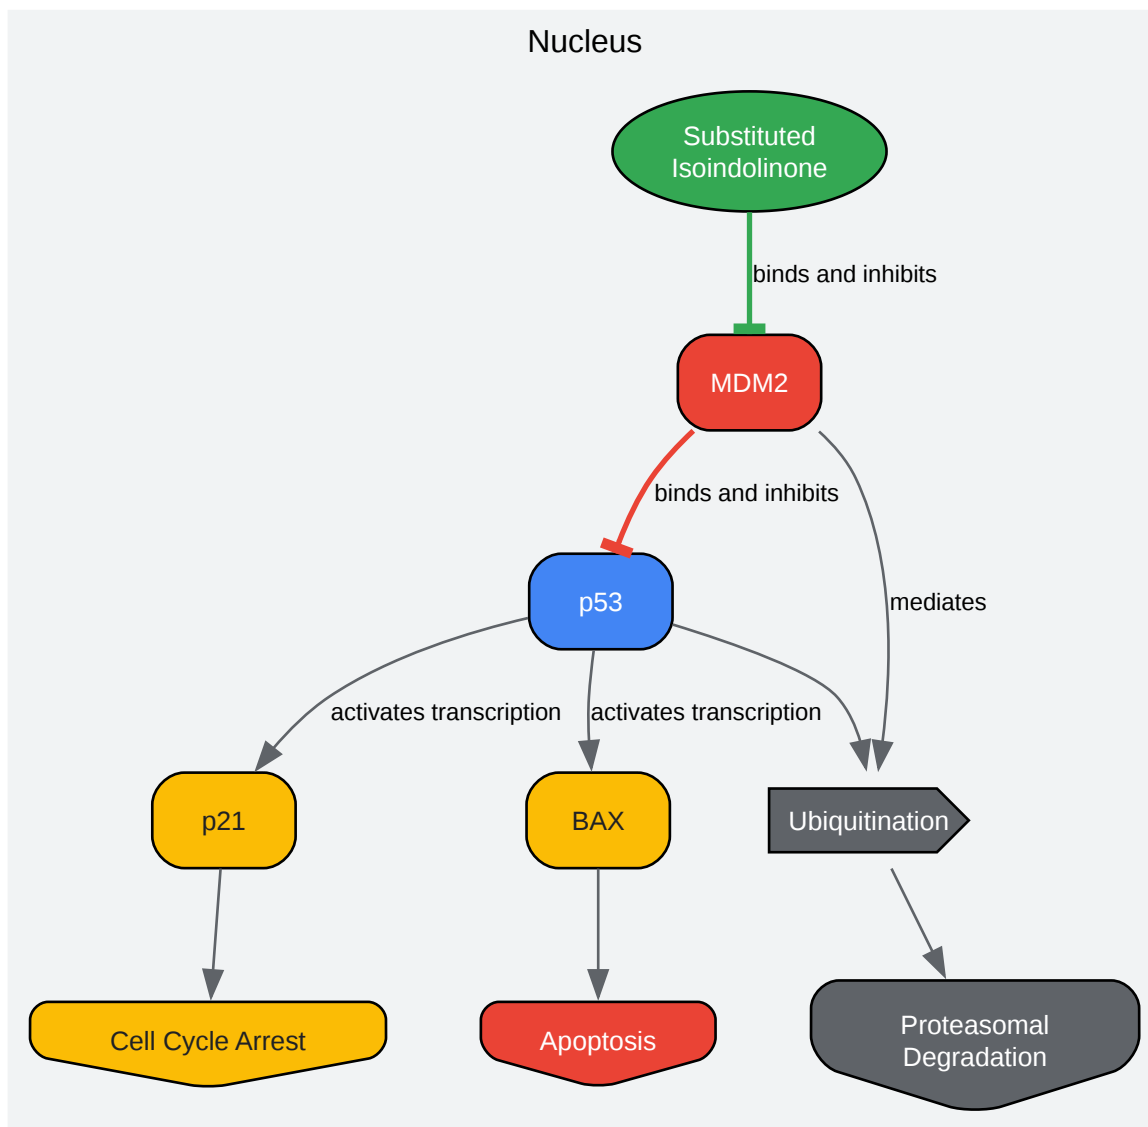 Nucleus
Substituted
Isoindolinone
binds and inhibits
MDM2
binds and inhibits
p53
mediates
activates transcription
activates transcription
p21
BAX
Ubiquitination
Cell Cycle Arrest
Apoptosis
Proteasomal
Degradation